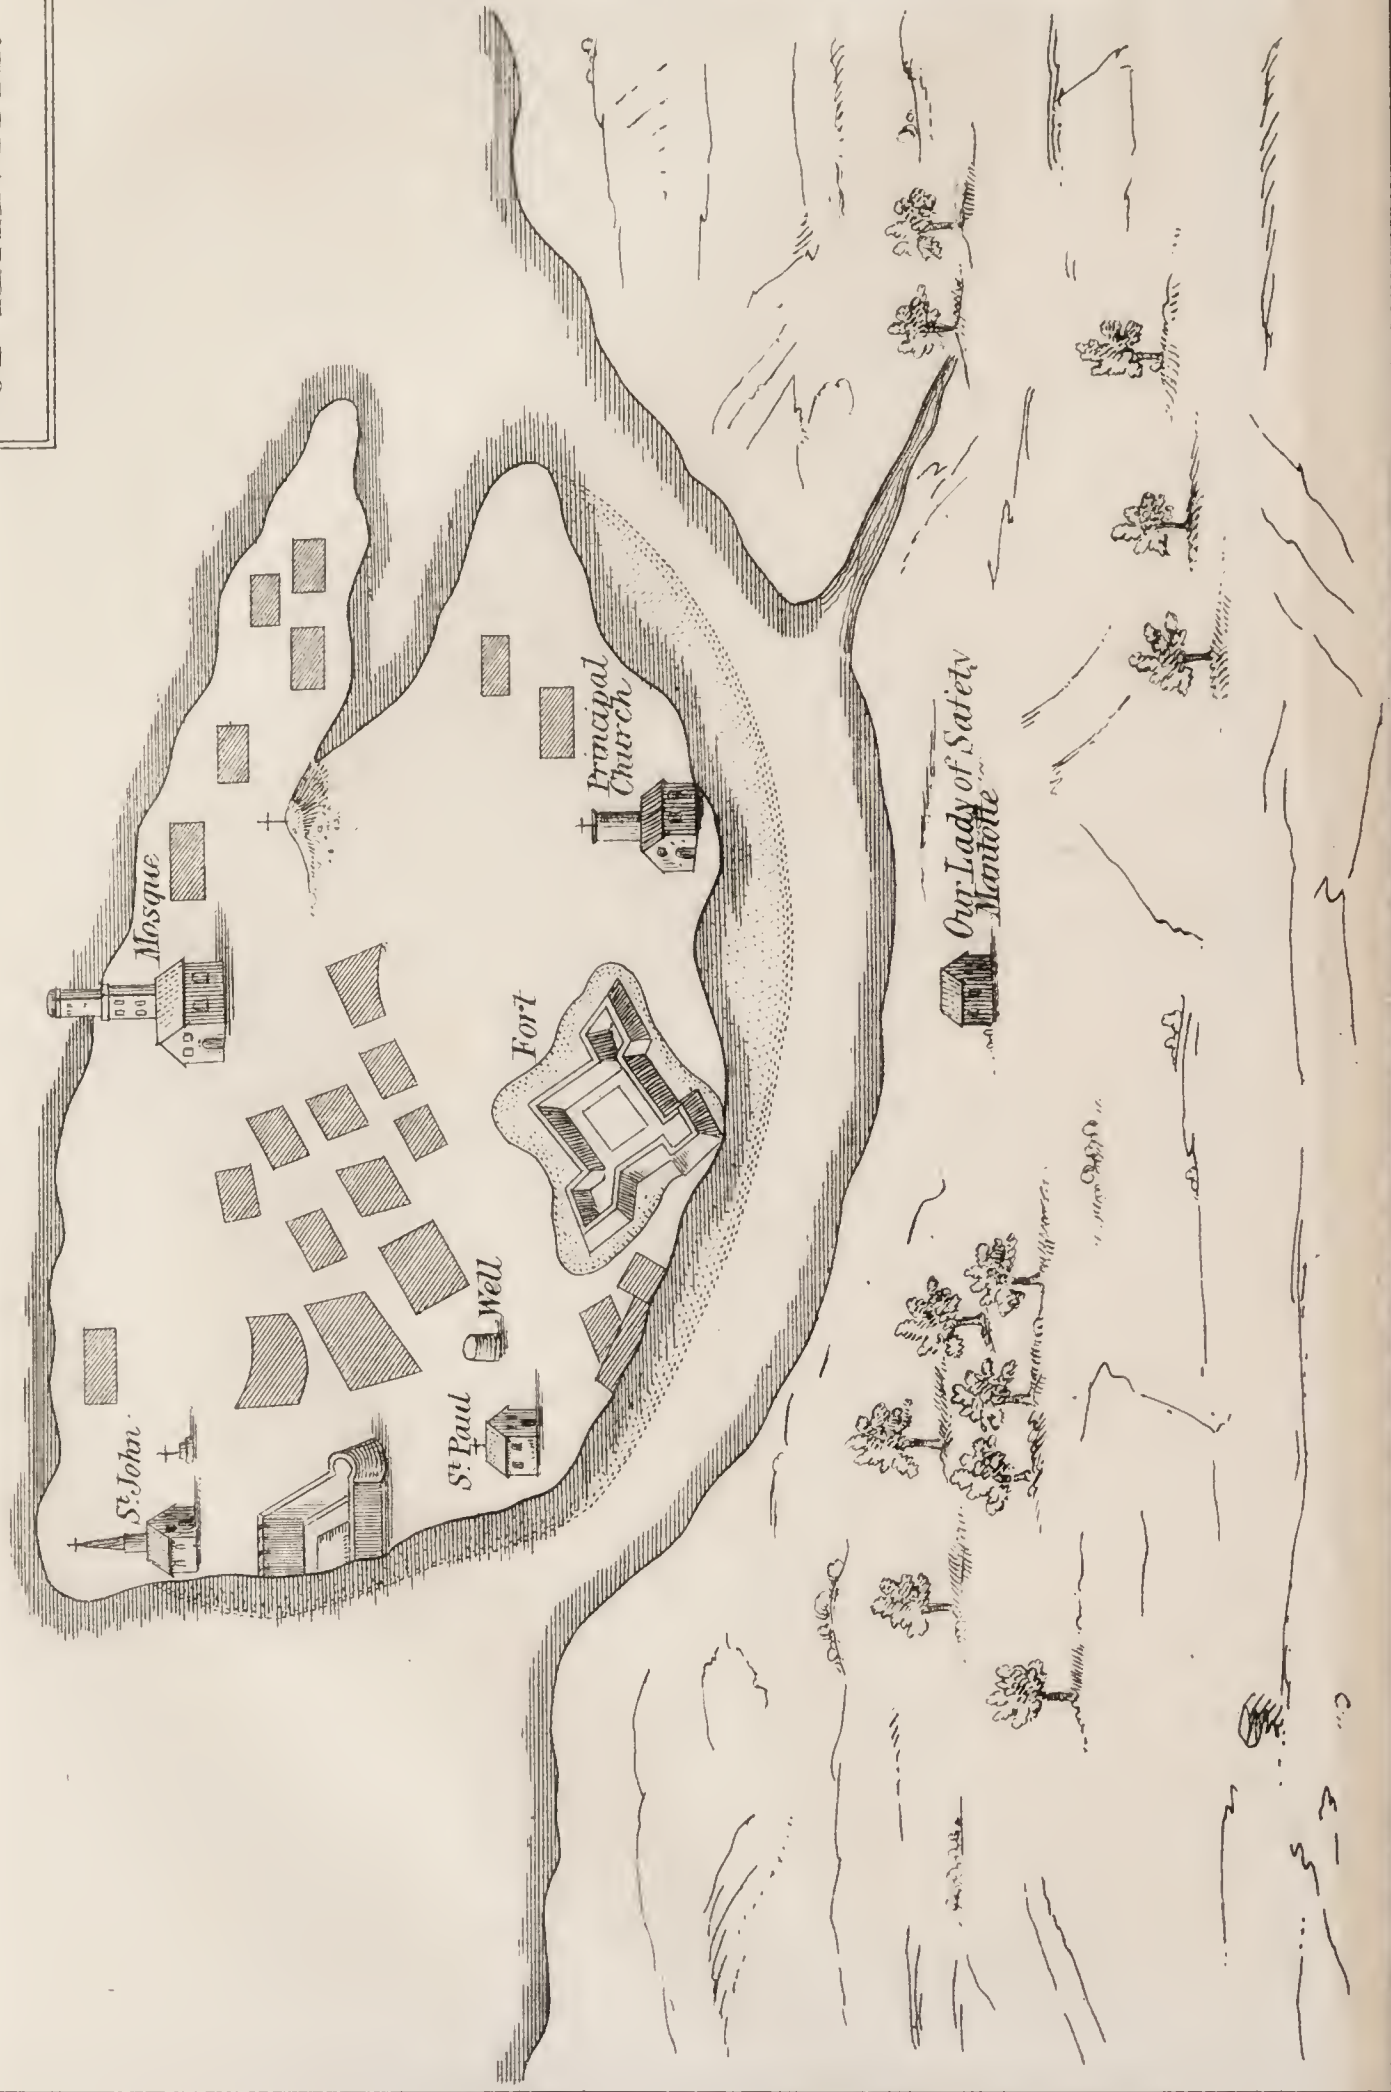 Mosque
St. John
Principal
Church
Fort
Well
St. Paul
Our Lady of Safety
Mantotte